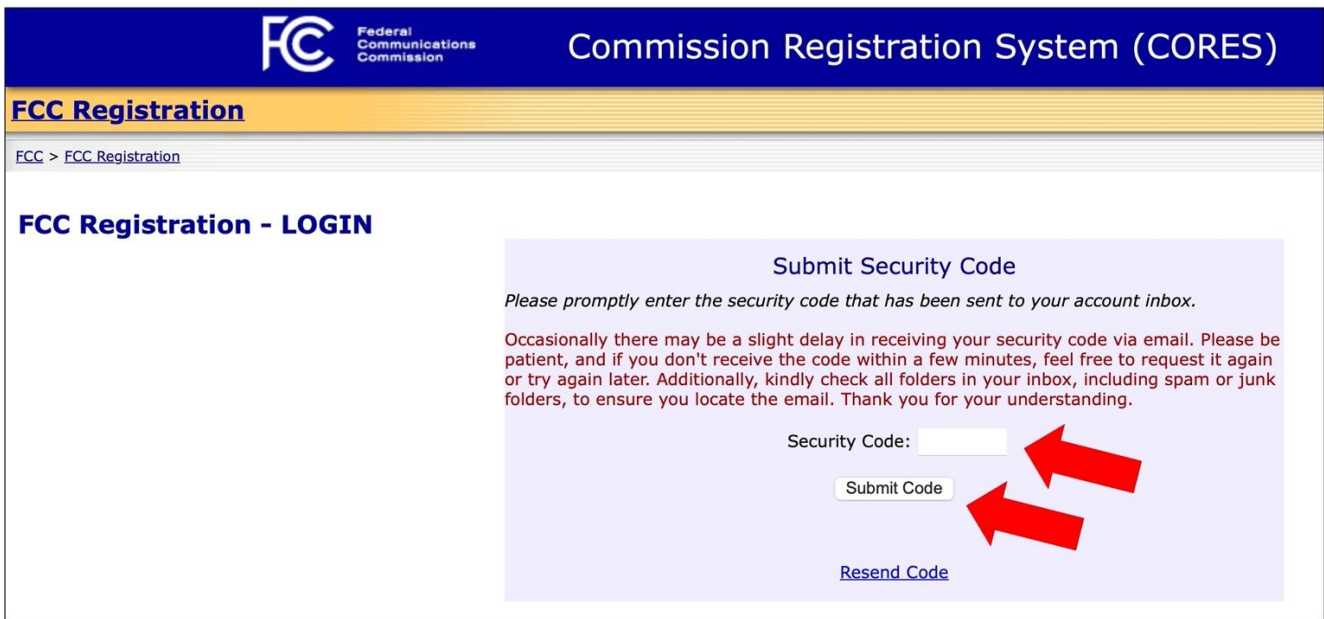 FCC
Federal
Communications
Commission
Commission Registration System (CORES)
FCC Registration
FCC > FCC Registration
FCC Registration - LOGIN
Submit Security Code
Please promptly enter the security code that has been sent to your account inbox.
Occasionally there may be a slight delay in receiving your security code via email. Please be
patient, and if you don't receive the code within a few minutes, feel free to request it again
or try again later. Additionally, kindly check all folders in your inbox, including spam or junk
folders, to ensure you locate the email. Thank you for your understanding.
Security Code:
Submit Code
Resend Code